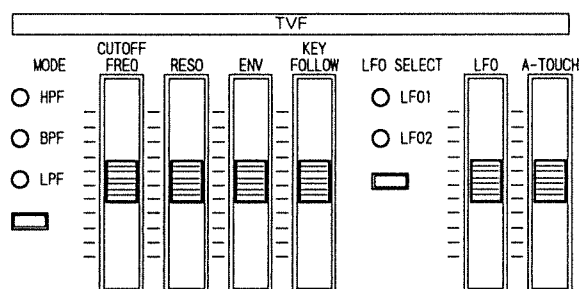 TVF
MODE
CUTOFF
FREQ
RESO
ENV
KEY
FOLLOW
LFO SELECT
LFO
A-TOUCH
HPF
BPF
LPF
LFO1
LFO2